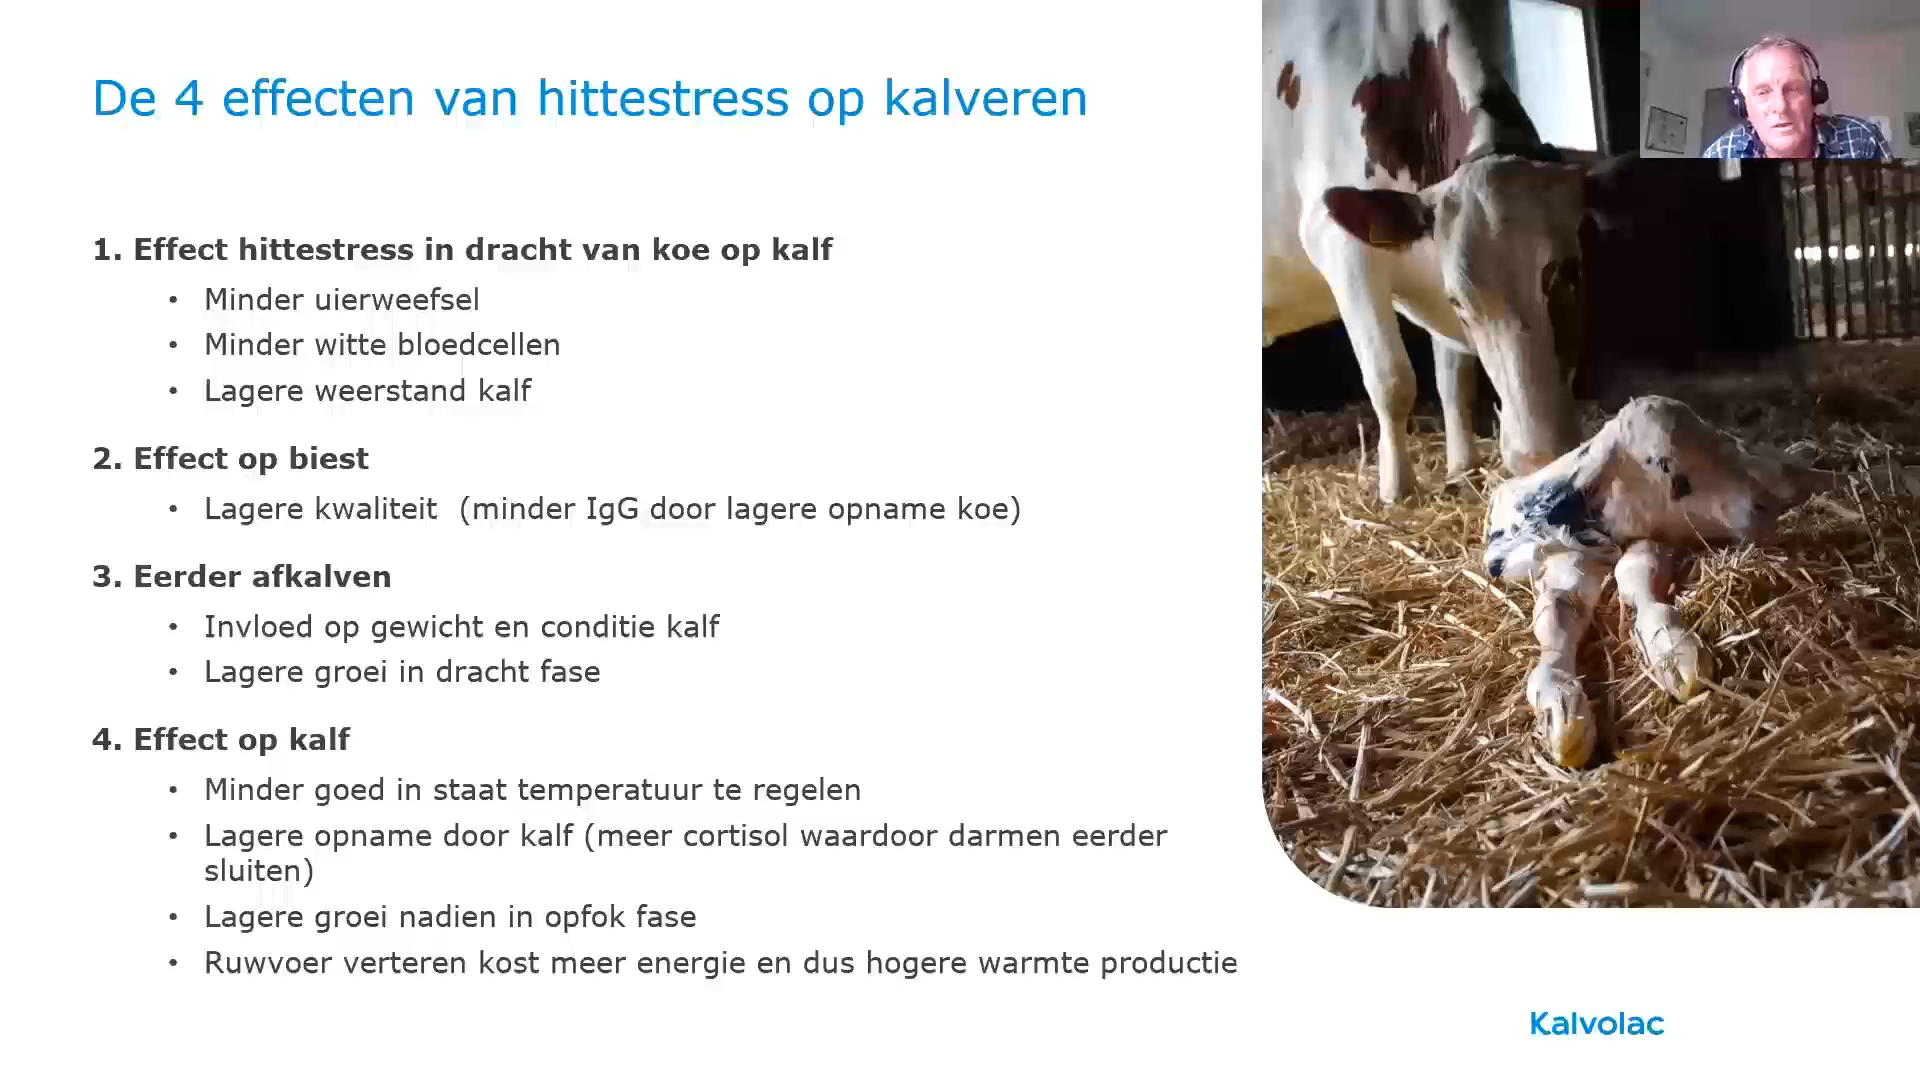 De 4 effecten van hittestress op kalveren
1. Effect hittestress in dracht van koe op kalf
• Minder uierweefsel
• Minder witte bloedcellen
• Lagere weerstand kalf
2. Effect op biest
• Lagere kwaliteit (minder IgG door lagere opname koe)
3. Eerder afkalven
• Invloed op gewicht en conditie kalf
• Lagere groei in dracht fase
4. Effect op kalf
• Minder goed in staat temperatuur te regelen
• Lagere opname door kalf (meer cortisol waardoor darmen eerder
sluiten)
• Lagere groei nadien in opfok fase
• Ruwvoer verteren kost meer energie en dus hogere warmte productie
Kalvolac